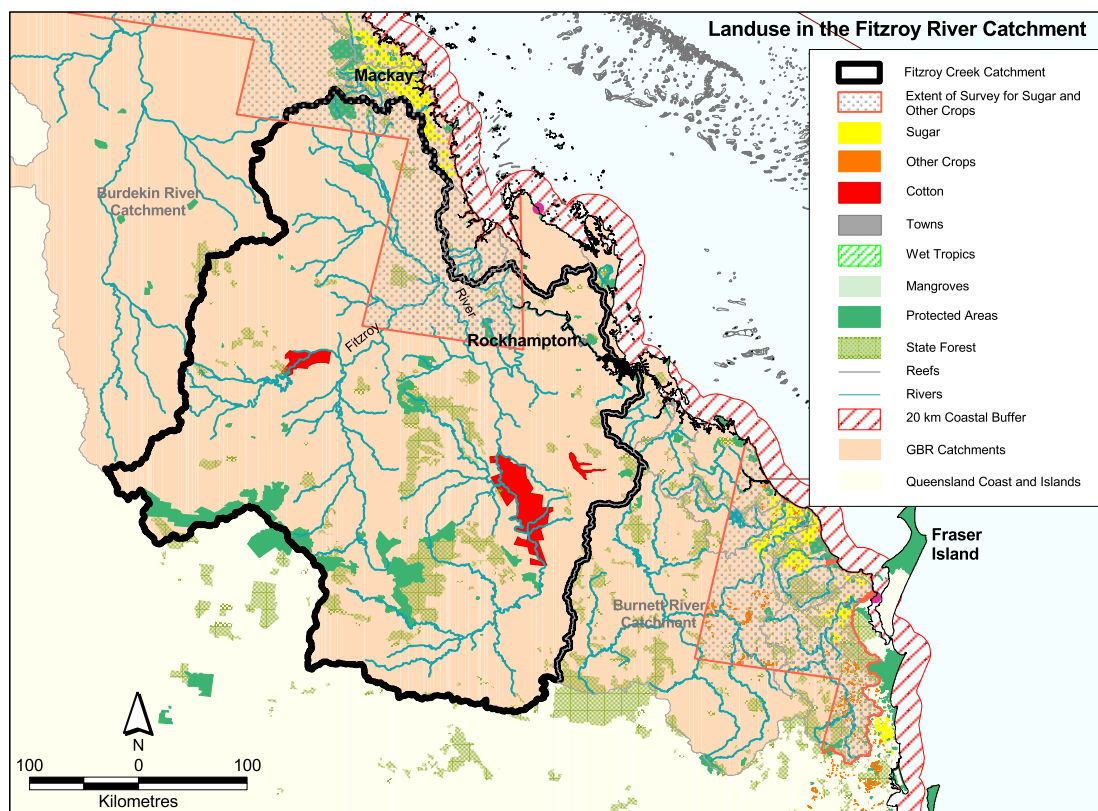 Landuse in the Fitzroy River Catchment
Fitzroy Creek Catchment
Extent of Survey for Sugar and
Other Crops
Sugar
Other Crops
Cotton
Towns
Wet Tropics
Mangroves
Protected Areas
State Forest
Reefs
Rivers
20 km Coastal Buffer
GBR Catchments
Queensland Coast and Islands
Mackay
Burdekin River
Catchment
River
Fitzroy
Rockhampton
Fraser
Island
Burnett River
Catchment
N
100 0 100
Kilometres